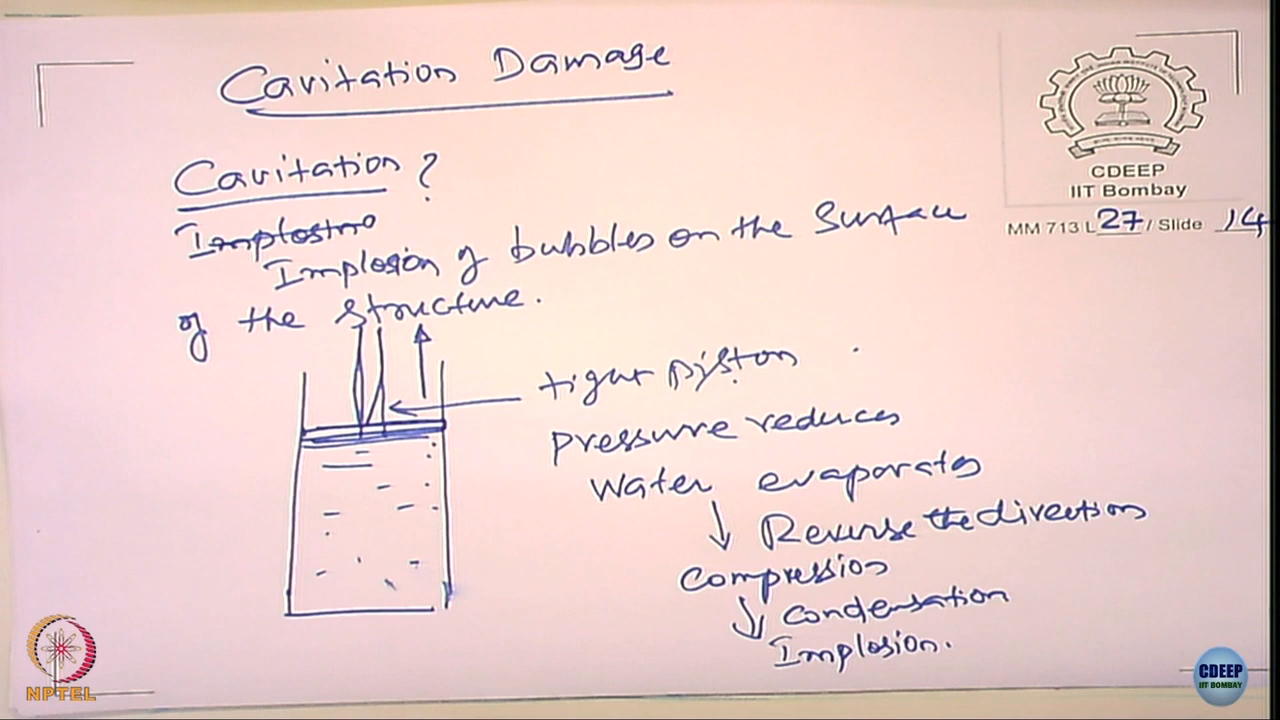 Cavitation Damage
CDEEP
IIT Bombay
MM 713 L 27 / Slide 14
Cavitation ?
Implosino
Implosion of bubbles on the surface
of the structure.
tight piston
Pressure reduces
Water evaporates
↓ Reverse the direction
Compression
↓ Condensation
Implosion.
NPTEL
CDEEP
IIT BOMBAY